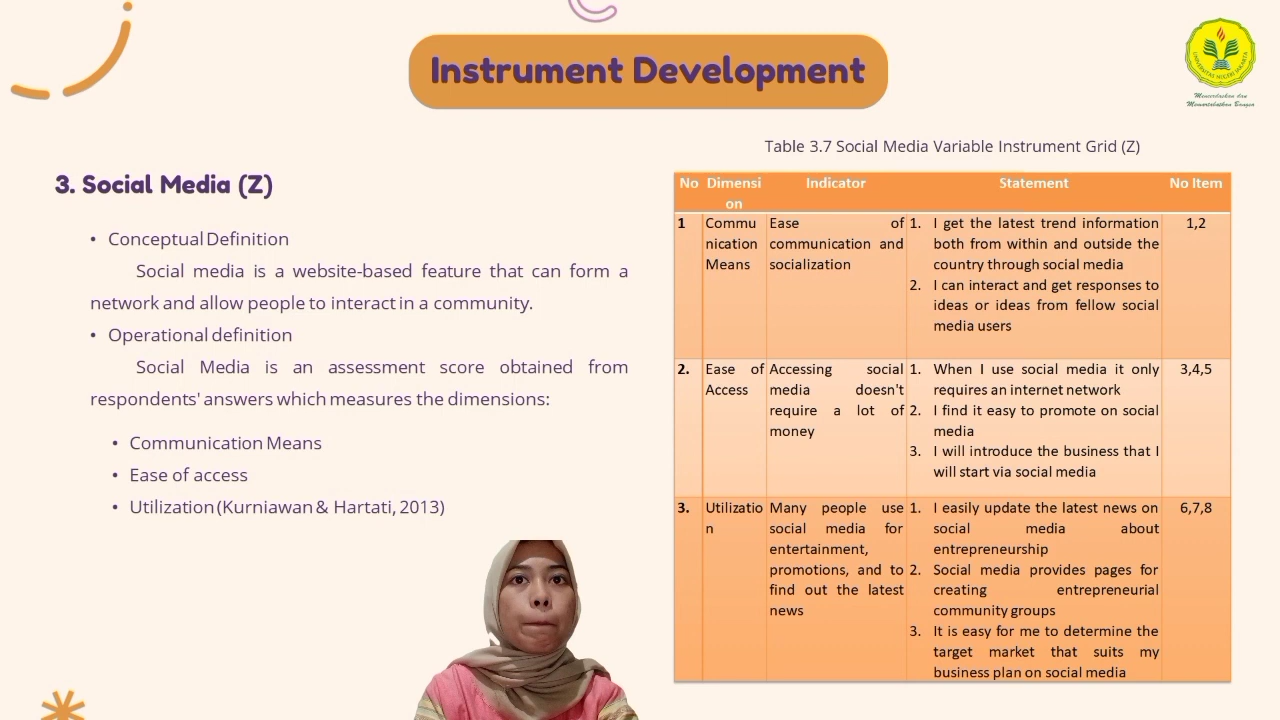 Instrument Development
UNIVERSITAS NEGERI JAKARTA
Mencerdaskan dan
Memartabatkan Bangsa
3. Social Media (Z)
• Conceptual Definition
Social media is a website-based feature that can form a
network and allow people to interact in a community.
• Operational definition
Social Media is an assessment score obtained from
respondents' answers which measures the dimensions:
• Communication Means
• Ease of access
• Utilization (Kurniawan & Hartati, 2013)
Table 3.7 Social Media Variable Instrument Grid (Z)
No
Dimensi
on
Indicator
Statement
No Item
1
Commu
nication
Means
Ease of
communication and
socialization
1. I get the latest trend information
both from within and outside the
country through social media
2. I can interact and get responses to
ideas or ideas from fellow social
media users
1,2
2.
Ease of
Access
Accessing social
media doesn't
require a lot of
money
1. When I use social media it only
requires an internet network
2. I find it easy to promote on social
media
3. I will introduce the business that I
will start via social media
3,4,5
3.
Utilizatio
n
Many people use
social media for
entertainment,
promotions, and to
find out the latest
news
1. I easily update the latest news on
social media about
entrepreneurship
2. Social media provides pages for
creating entrepreneurial
community groups
3. It is easy for me to determine the
target market that suits my
business plan on social media
6,7,8